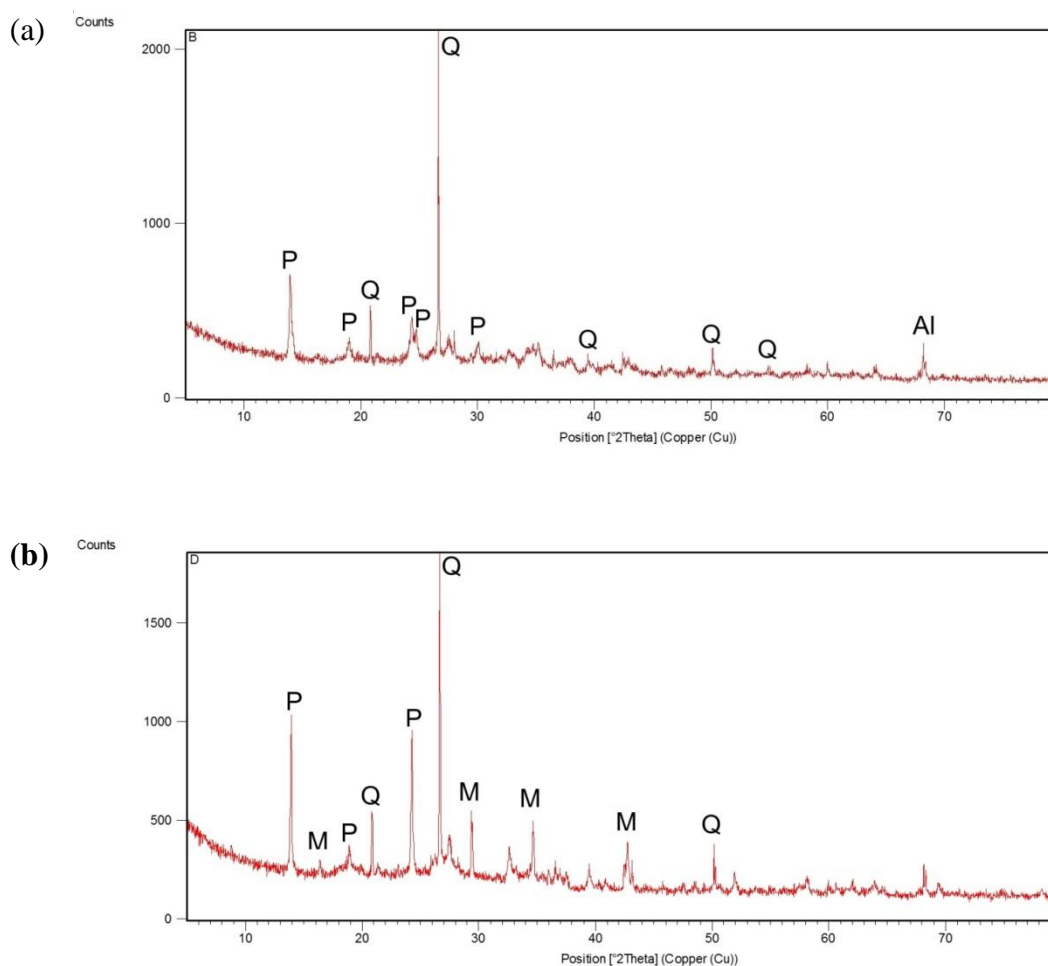 (a)
Counts
B
2000
1000
0
P
P
Q
P
P
Q
P
Q
Q
Q
Al
10 20 30 40 50 60 70
Position [°2Theta] (Copper (Cu))
(b)
Counts
D
1500
1000
500
0
P
M
P
Q
P
Q
M
M
M
Q
10 20 30 40 50 60 70
Position [°2Theta] (Copper (Cu))